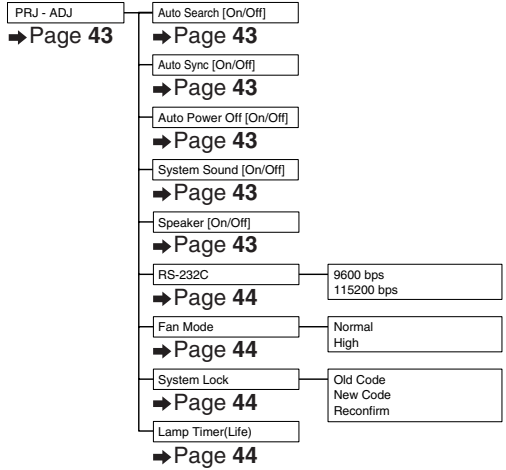 PRJ - ADJ
➡Page 43
Auto Search [On/Off]
➡Page 43
Auto Sync [On/Off]
➡Page 43
Auto Power Off [On/Off]
➡Page 43
System Sound [On/Off]
➡Page 43
Speaker [On/Off]
➡Page 43
RS-232C
➡Page 44
9600 bps
115200 bps
Fan Mode
➡Page 44
Normal
High
System Lock
➡Page 44
Old Code
New Code
Reconfirm
Lamp Timer(Life)
➡Page 44